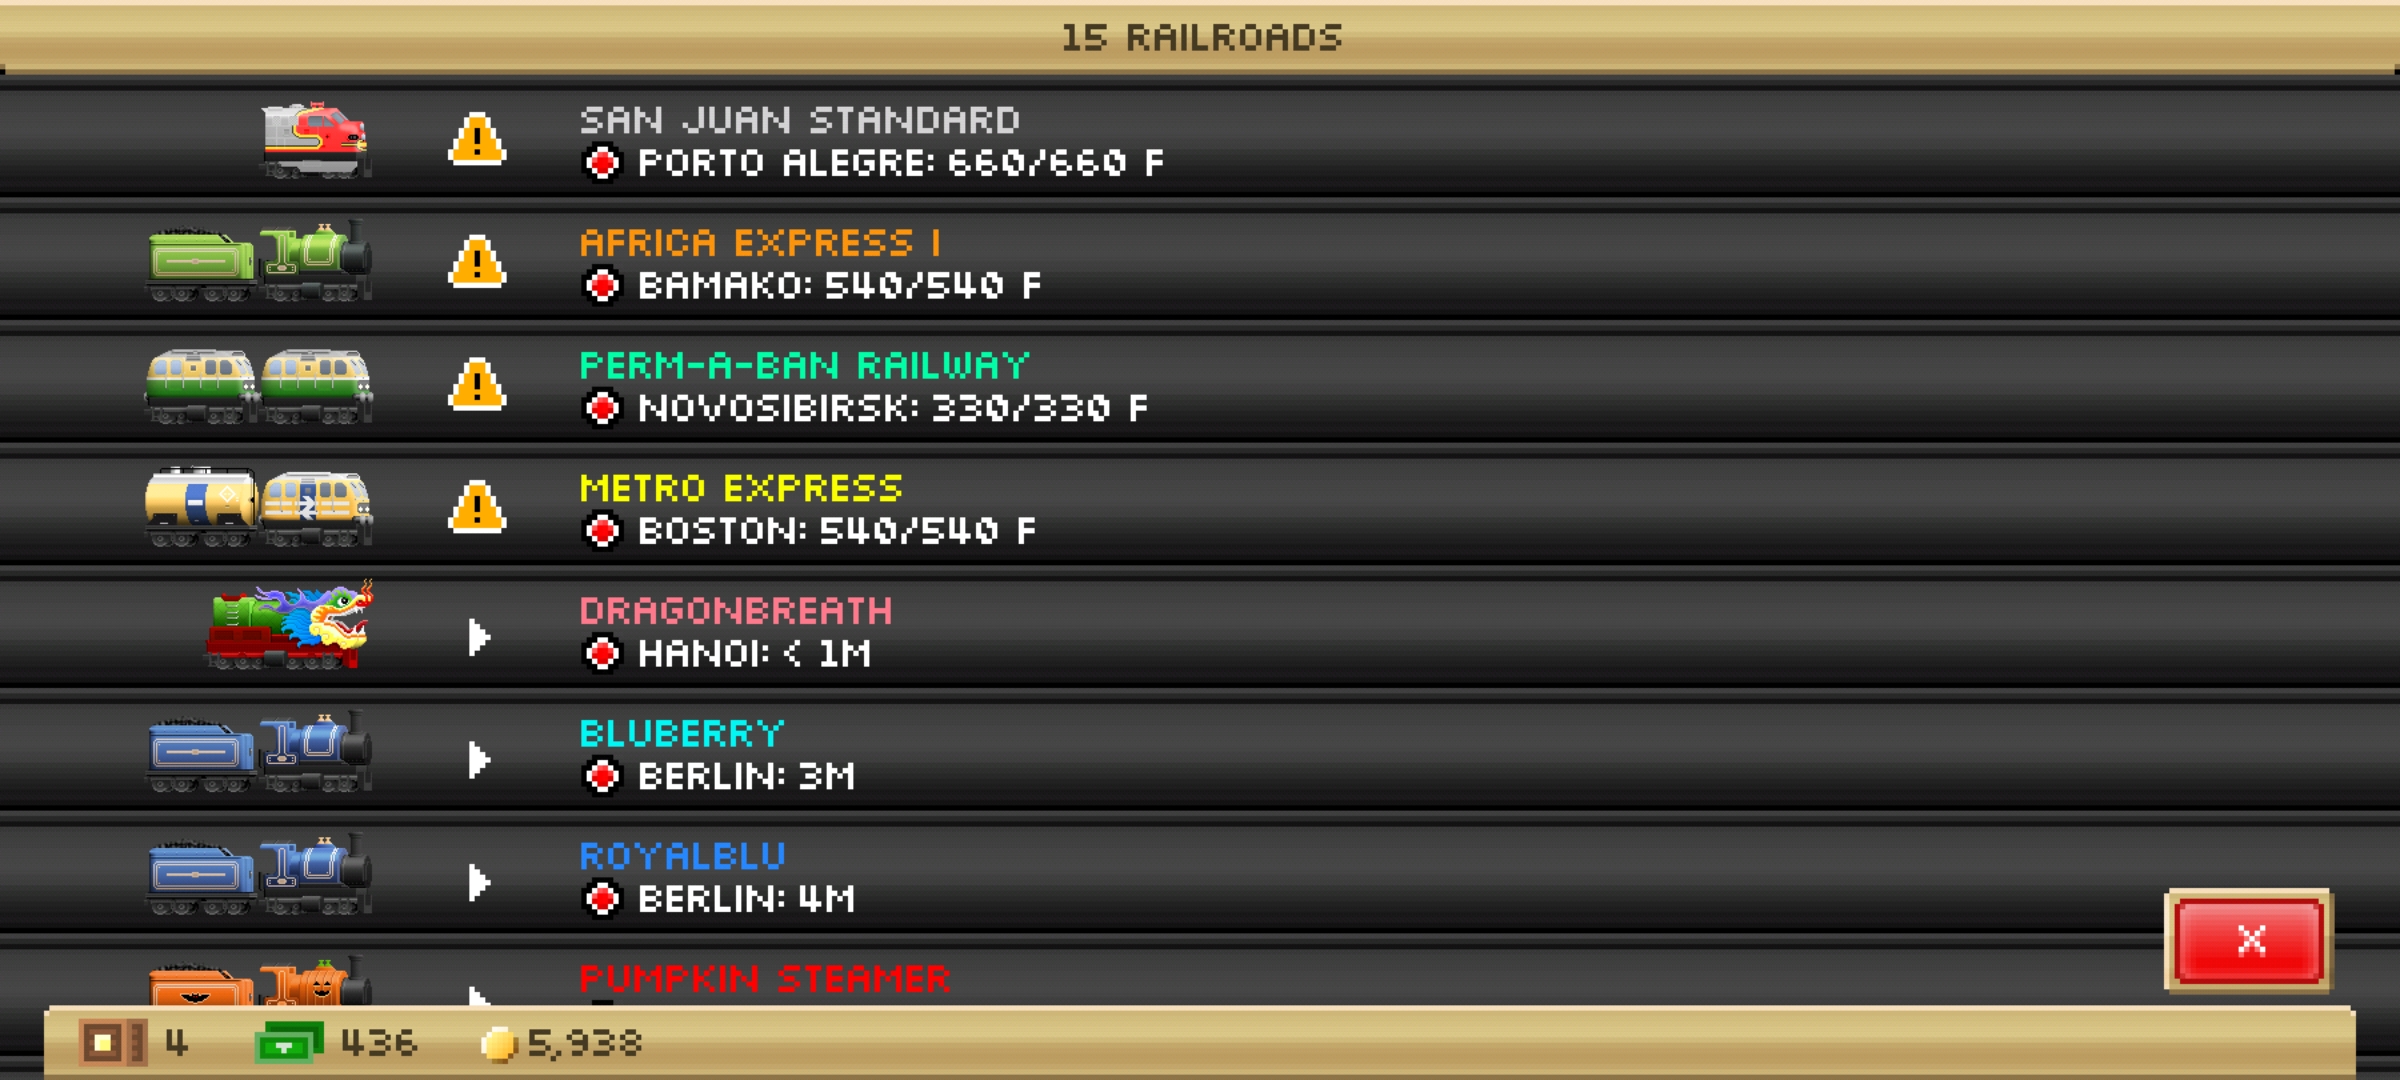 15 RAILROADS
SAN JUAN STANDARD
PORTO ALEGRE: 660/660 F
AFRICA EXPRESS I
BAMAKO: 540/540 F
PERM-A-BAN RAILWAY
NOVOSIBIRSK: 330/330 F
METRO EXPRESS
BOSTON: 540/540 F
DRAGONBREATH
HANOI: < 1M
BLUBERRY
BERLIN: 3M
ROYALBLU
BERLIN: 4M
PUMPKIN STEAMER
X
4 436 5,938